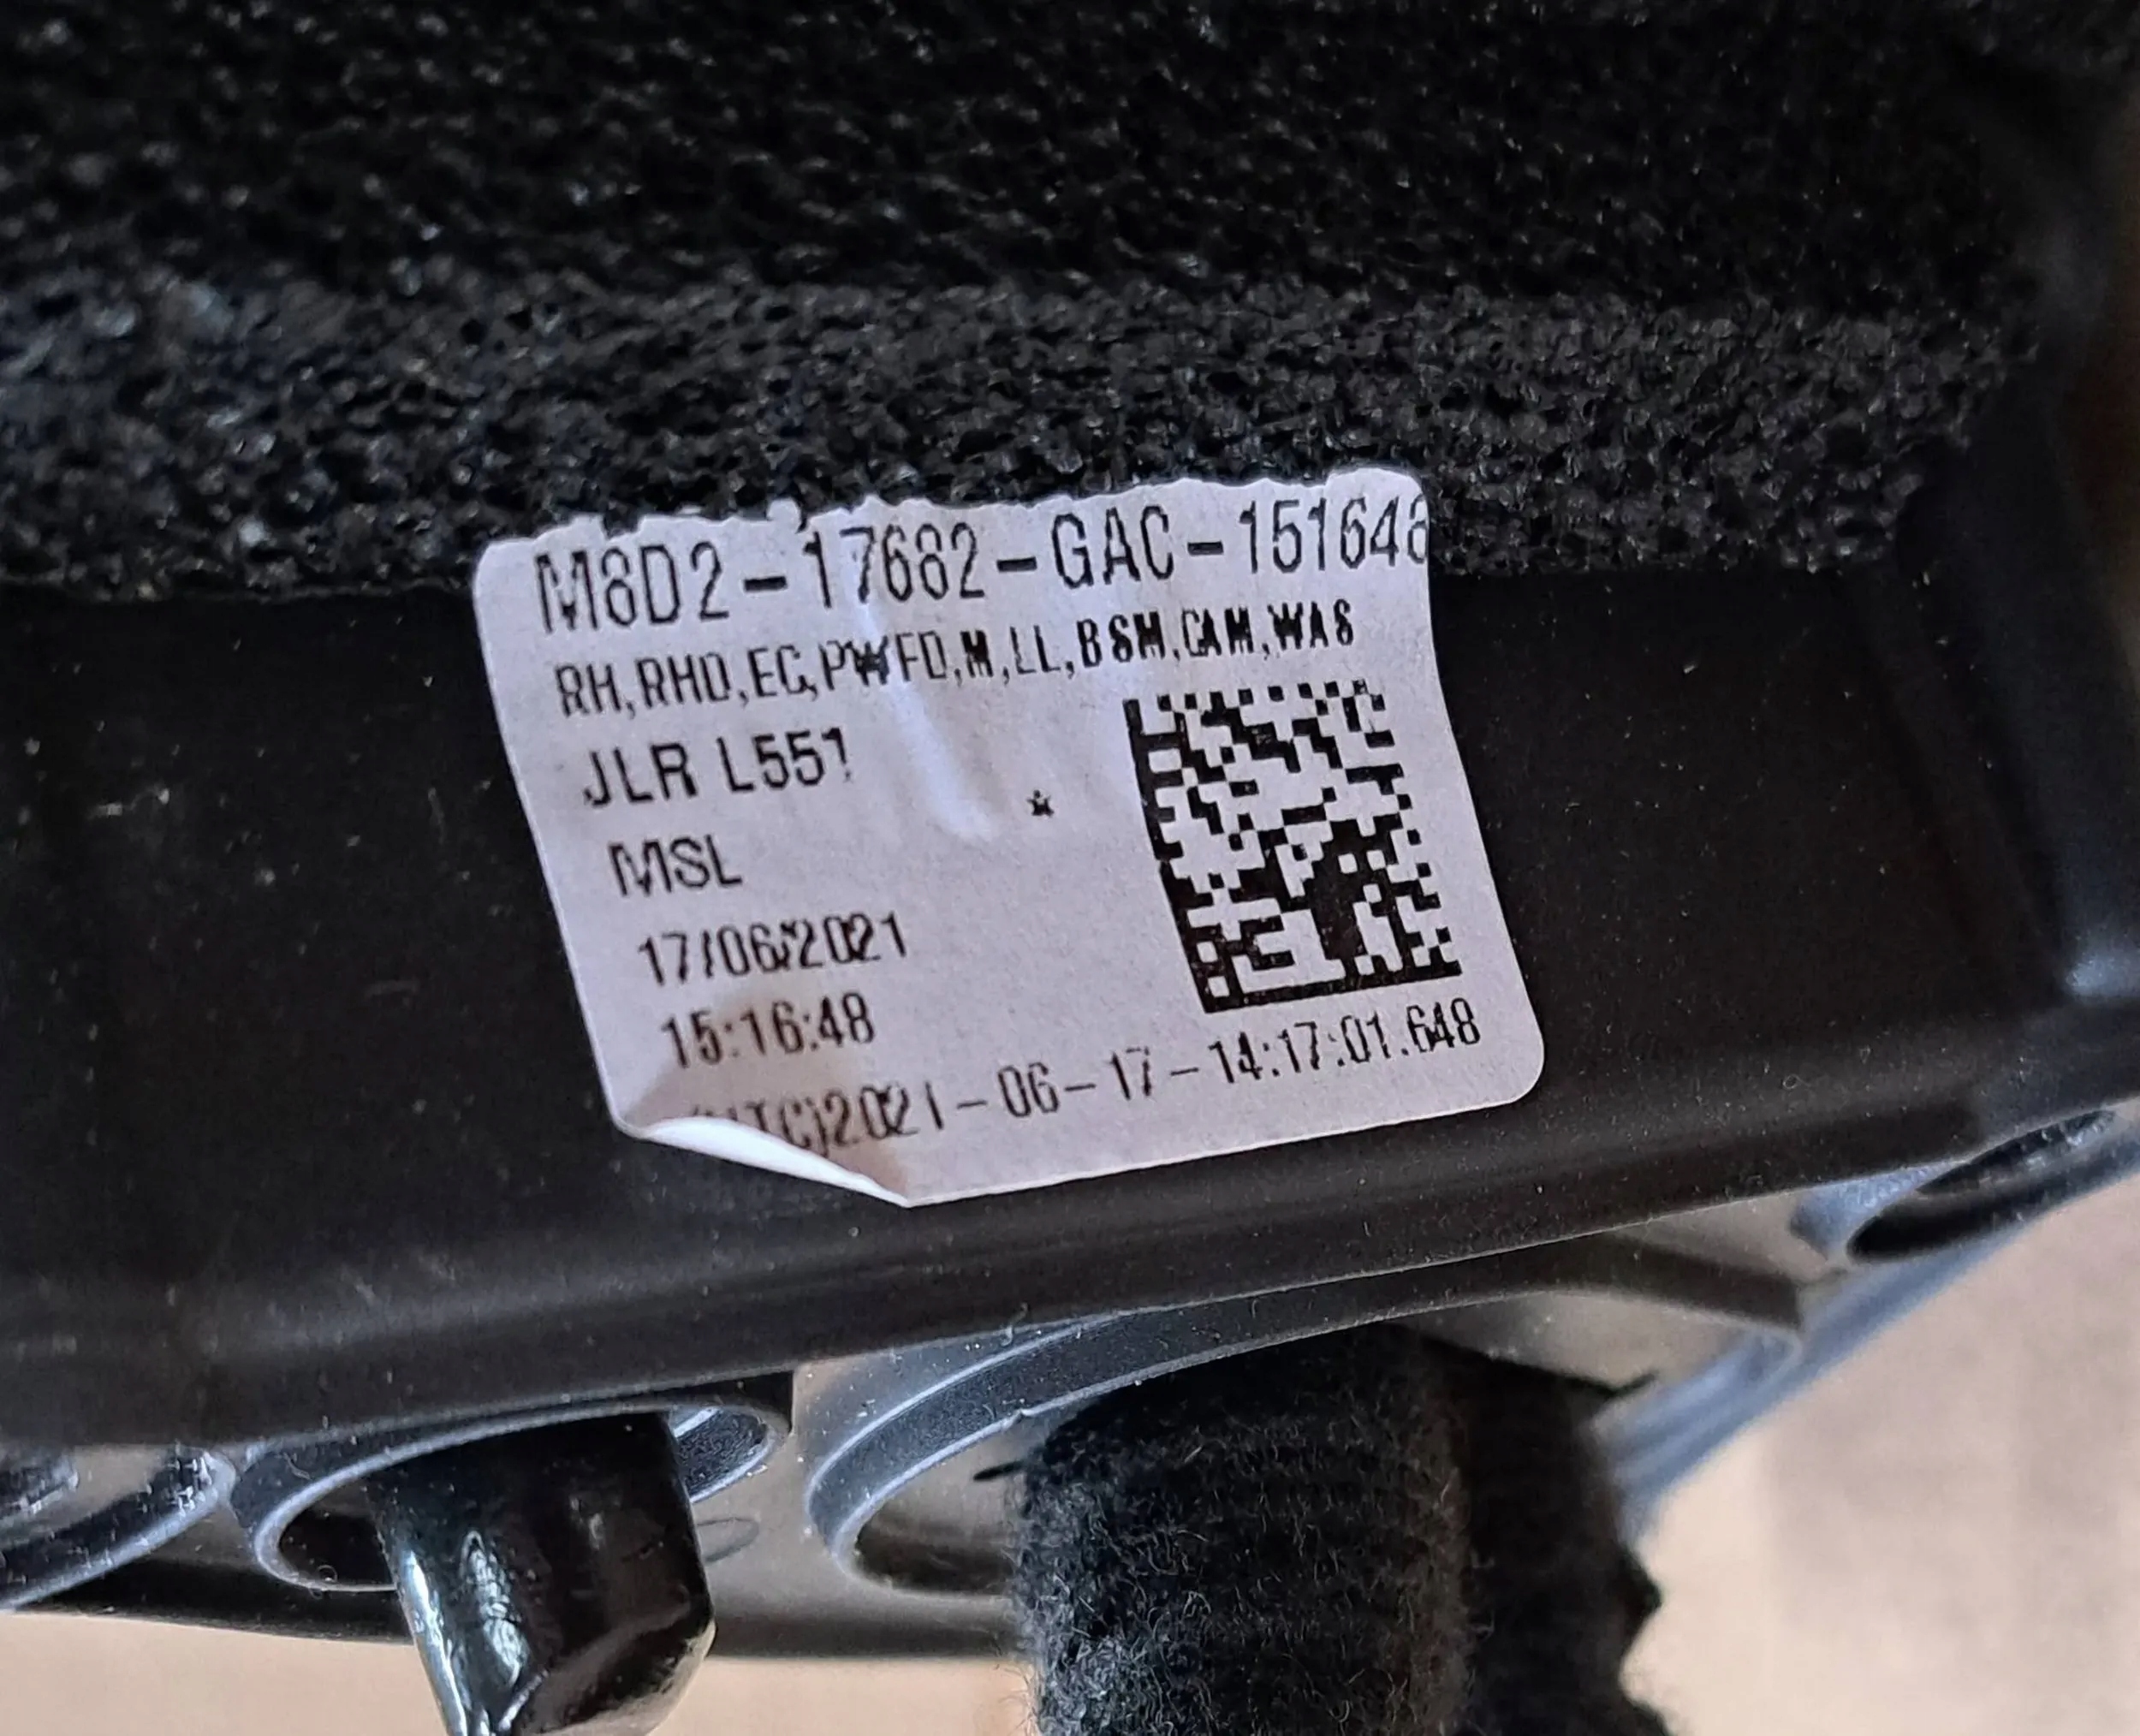 M8D2-17682-GAC-151648
RH,RHD,EC,PWFD,M,LL,BSM,CAM,WAS
JLR L551
*
MSL
17/06/2021
15:16:48
(UTC)2021-06-17-14:17:01.648